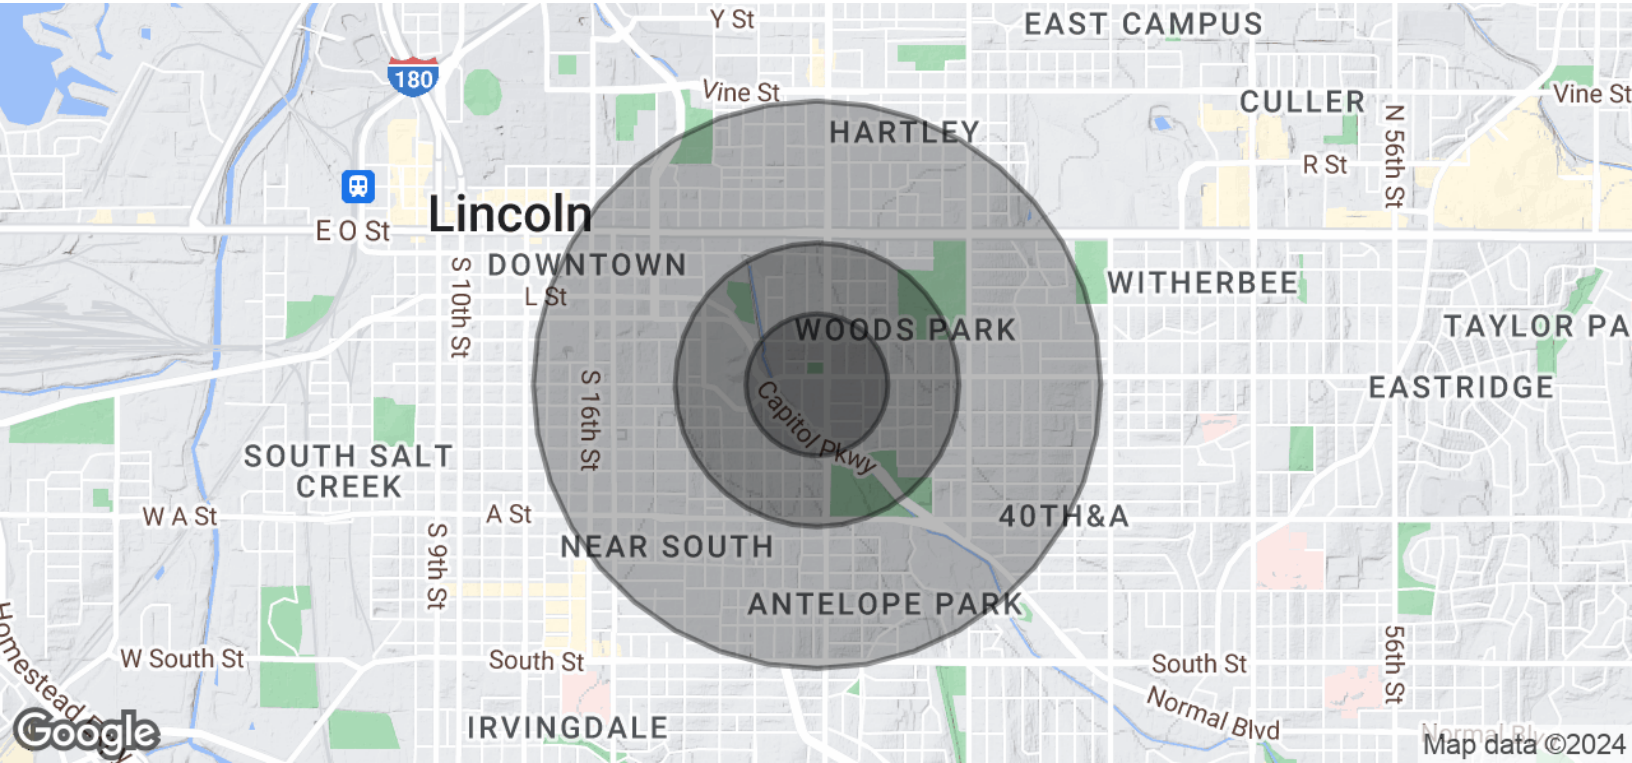 Y St
EAST CAMPUS
180
Vine St
Vine St
CULLER
HARTLEY
N 56th St
R St
Lincoln
E O St
DOWNTOWN
S 10th St
L St
WITHERBEE
WOODS PARK
TAYLOR PA
S 16th St
Capitol Pkwy
EASTRIDGE
SOUTH SALT
CREEK
W A St
A St
40TH&A
S 9th St
NEAR SOUTH
ANTELOPE PARK
W South St
South St
South St
56th St
Normal Blvd
IRVINGDALE
Google
Map data ©2024